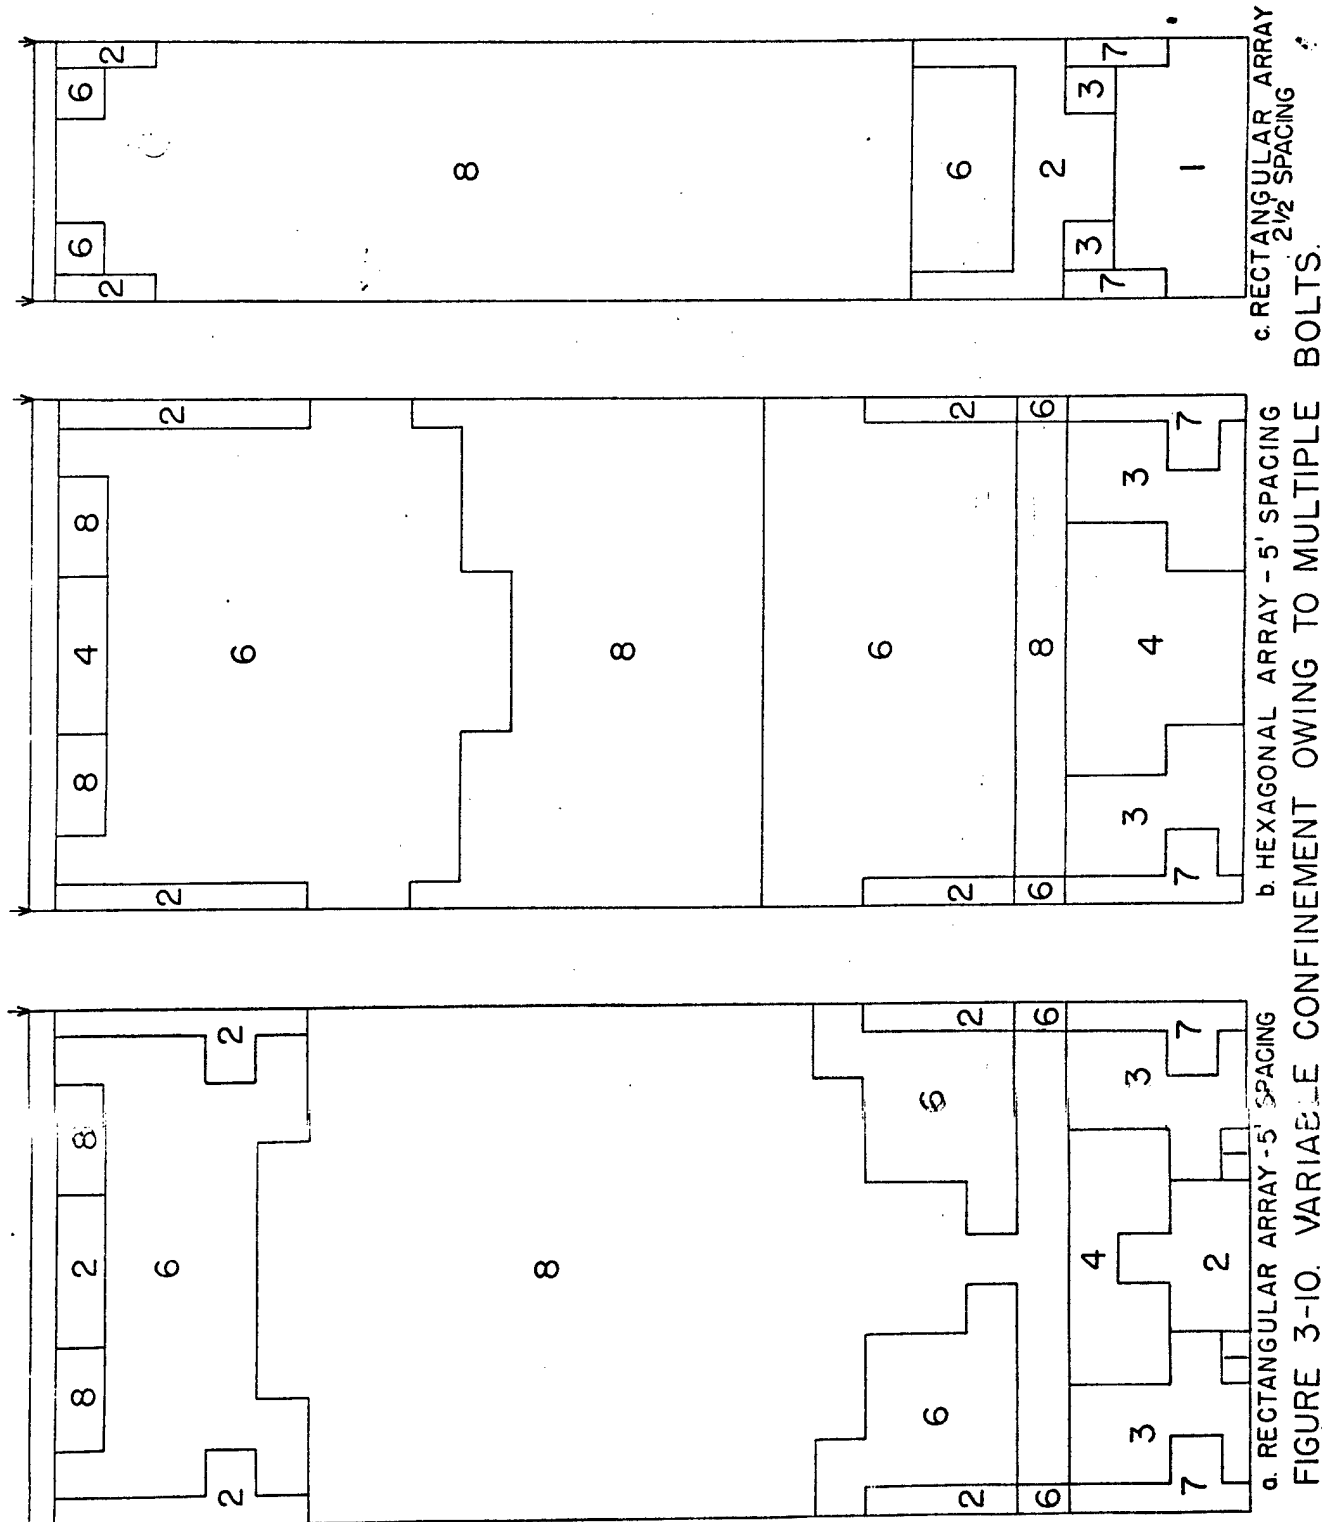 8 2 8
6
2 2
8
6 6
2 2
6 6
4
3 3
7 7
2
1 1
a. RECTANGULAR ARRAY -5' SPACING
8 4 8
2 2
6
8
6
2 2
6 8 6
3 4 3
7 7
b. HEXAGONAL ARRAY - 5' SPACING
2 6 6 2
8
6
2
3 3
7 7
1
c. RECTANGULAR ARRAY
2 1/2' SPACING
FIGURE 3-10. VARIABLE CONFINEMENT OWING TO MULTIPLE BOLTS.